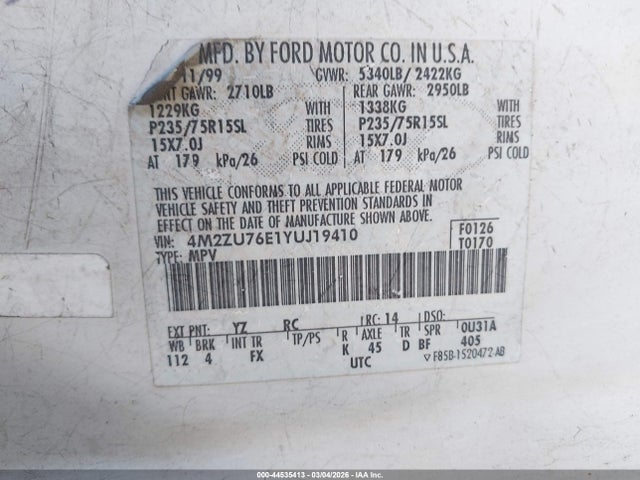 MFD. BY FORD MOTOR CO. IN U.S.A.
11/99 GVWR: 5340LB/ 2422KG
GAWR: 2710LB REAR GAWR: 2950LB
1229KG WITH 1338KG WITH
P235/75R15SL TIRES P235/75R15SL TIRES
15X7.0J RIMS 15X7.0J RIMS
AT 179 kPa/26 PSI COLD AT 179 kPa/26 PSI COLD
THIS VEHICLE CONFORMS TO ALL APPLICABLE FEDERAL MOTOR
VEHICLE SAFETY AND THEFT PREVENTION STANDARDS IN
EFFECT ON THE DATE OF MANUFACTURE SHOWN ABOVE.
VIN: 4M2ZU76E1YUJ19410 F0126
TYPE: MPV T0170
EXT PNT: YZ RC RC: 14 DSO:
WB BRK INT TR TP/PS R AXLE TR SPR 0U31A
112 4 FX K 45 D BF 405
UTC F85B-1520472-AB
000-44535413 - 03/04/2026 - IAAI.COM